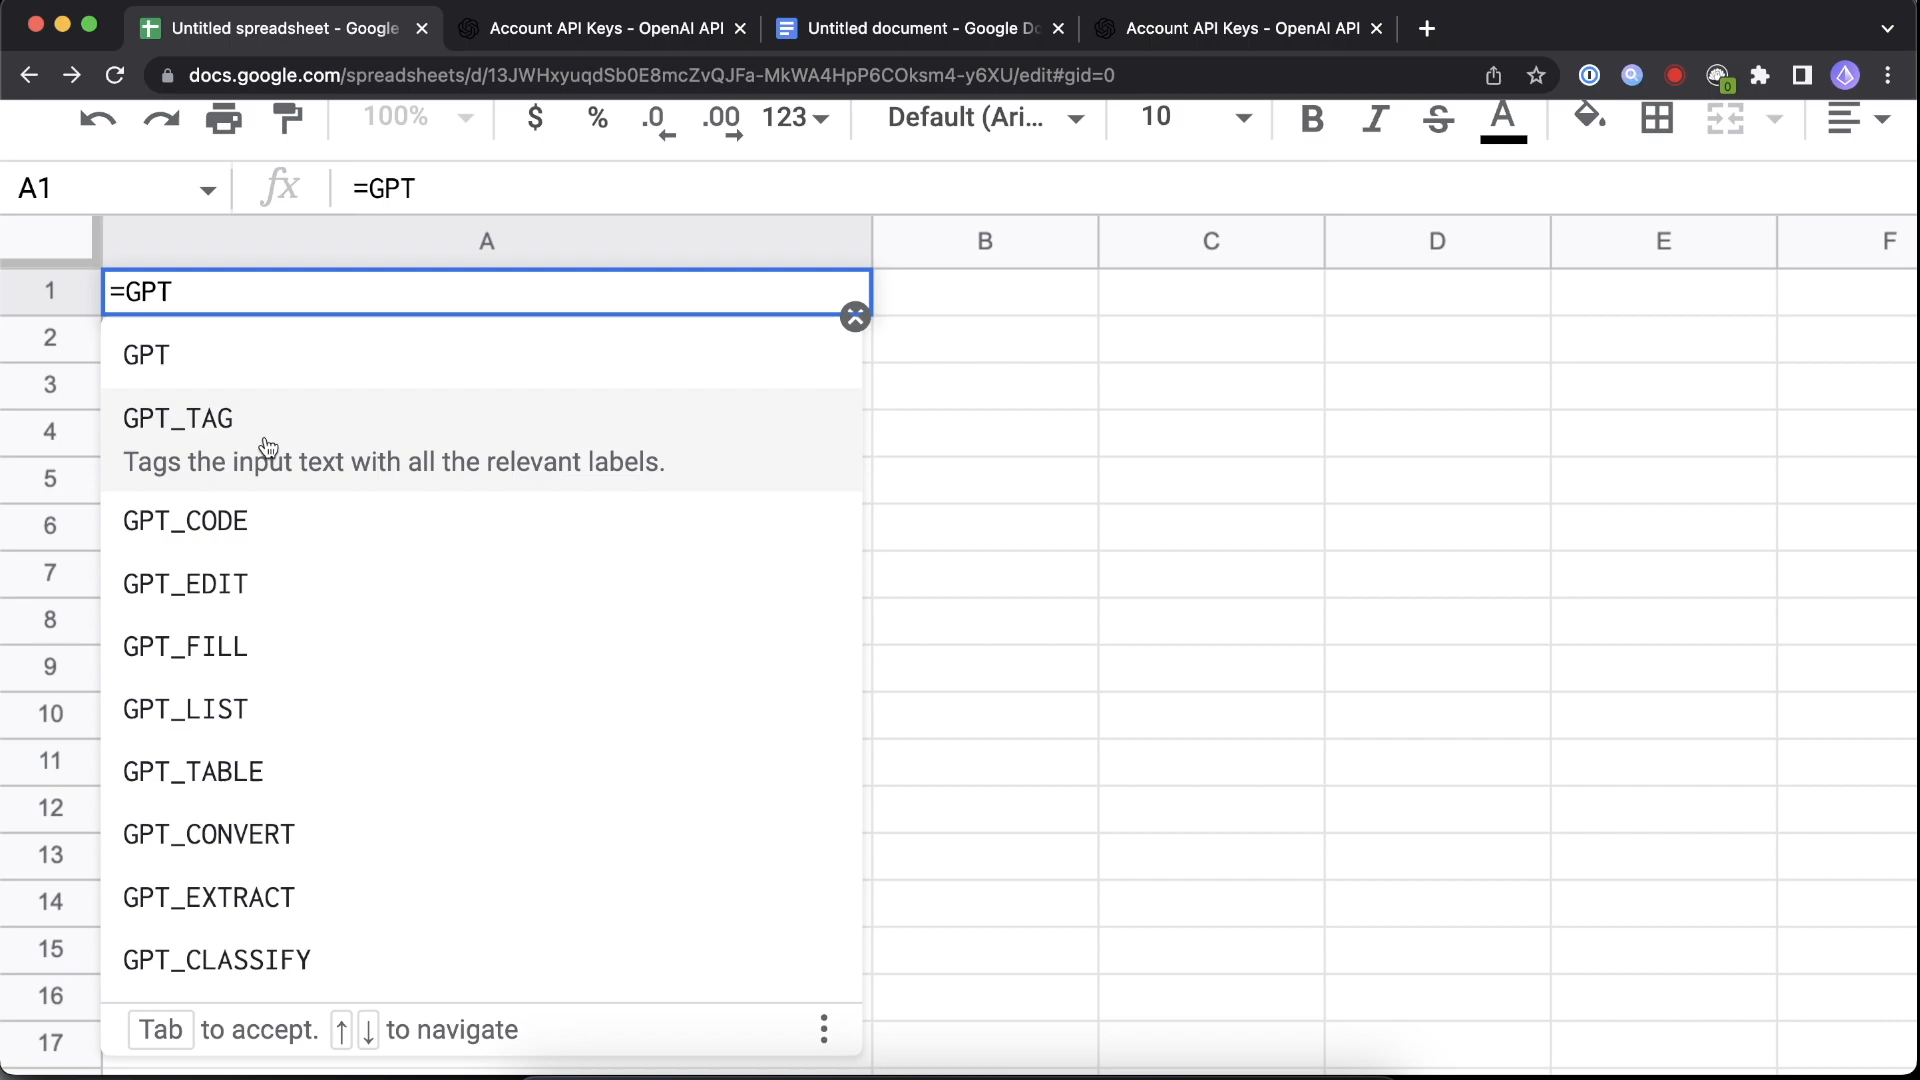 Untitled spreadsheet - Google
Account API Keys - OpenAI API
Untitled document - Google Do
Account API Keys - OpenAI API
docs.google.com/spreadsheets/d/13JWHxyuqdSb0E8mcZvQJFa-MkWA4HpP6COksm4-y6XU/edit#gid=0
0
100% $ % .0 .00 123 Default (Ari... 10 B I S A
A1 fx =GPT
A B C D E F
1 =GPT
2
GPT
3
4 GPT_TAG
5 Tags the input text with all the relevant labels.
6 GPT_CODE
7 GPT_EDIT
8
9 GPT_FILL
10 GPT_LIST
11 GPT_TABLE
12
13 GPT_CONVERT
14 GPT_EXTRACT
15 GPT_CLASSIFY
16
17 Tab to accept. ↑ ↓ to navigate